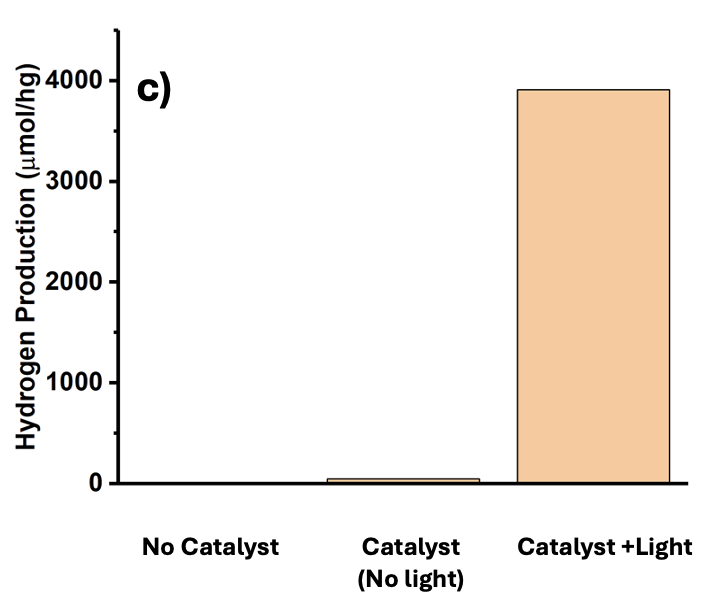 c)
Hydrogen Production (μmol/hg)
4000
3000
2000
1000
0
No Catalyst
Catalyst
(No light)
Catalyst +Light